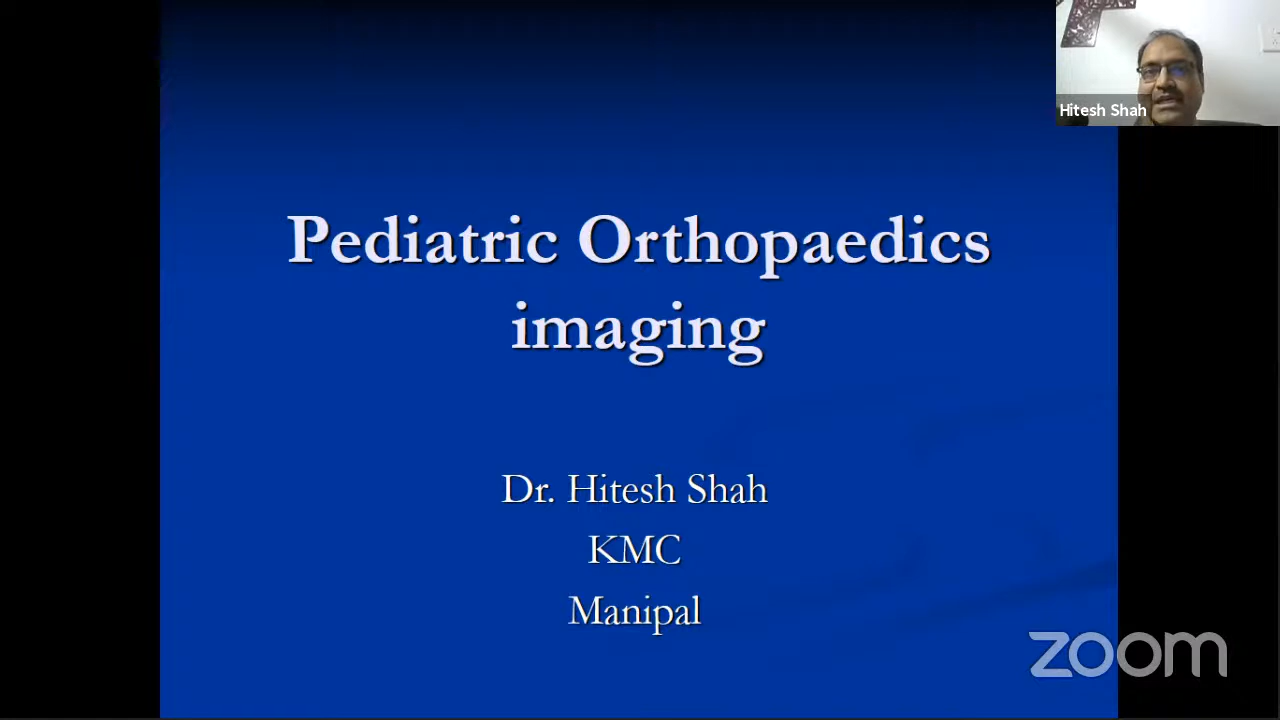 Hitesh Shah
Pediatric Orthopaedics
imaging
Dr. Hitesh Shah
KMC
Manipal
zoom